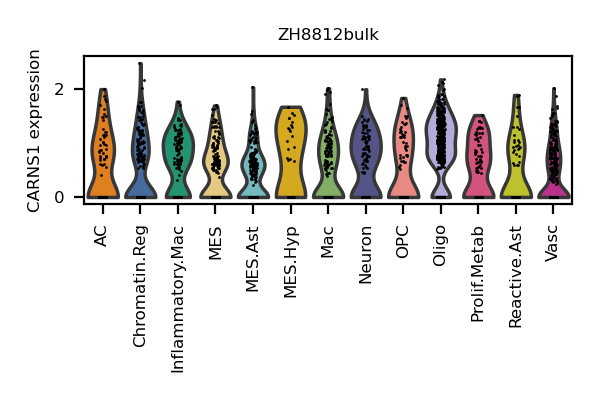 ZH8812bulk
CARNS1 expression
2
0
AC
Chromatin.Reg
Inflammatory.Mac
MES
MES.Ast
MES.Hyp
Mac
Neuron
OPC
Oligo
Prolif.Metab
Reactive.Ast
Vasc